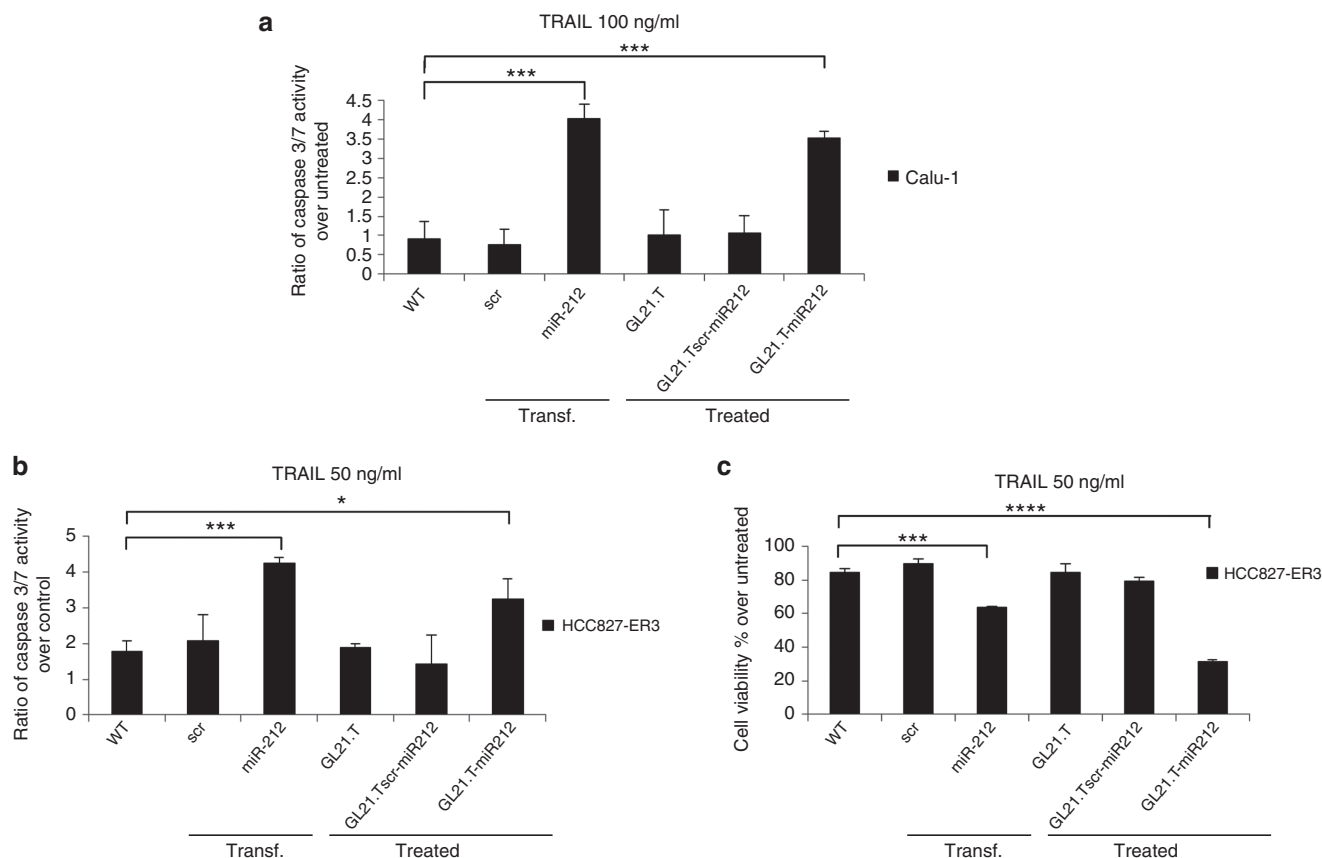 a
TRAIL 100 ng/ml
***
***
Ratio of caspase 3/7 activity
over untreated
4.5
4
3.5
3
2.5
2
1.5
1
0.5
0
Calu-1
WT
scr
miR-212
GL21.T
GL21.Tscr-miR212
GL21.T-miR212
Transf.
Treated
b
TRAIL 50 ng/ml
*
***
Ratio of caspase 3/7 activity
over control
5
4
3
2
1
0
HCC827-ER3
WT
scr
miR-212
GL21.T
GL21.Tscr-miR212
GL21.T-miR212
Transf.
Treated
c
TRAIL 50 ng/ml
****
***
Cell viability % over untreated
100
80
60
40
20
0
HCC827-ER3
WT
scr
miR-212
GL21.T
GL21.Tscr-miR212
GL21.T-miR212
Transf.
Treated